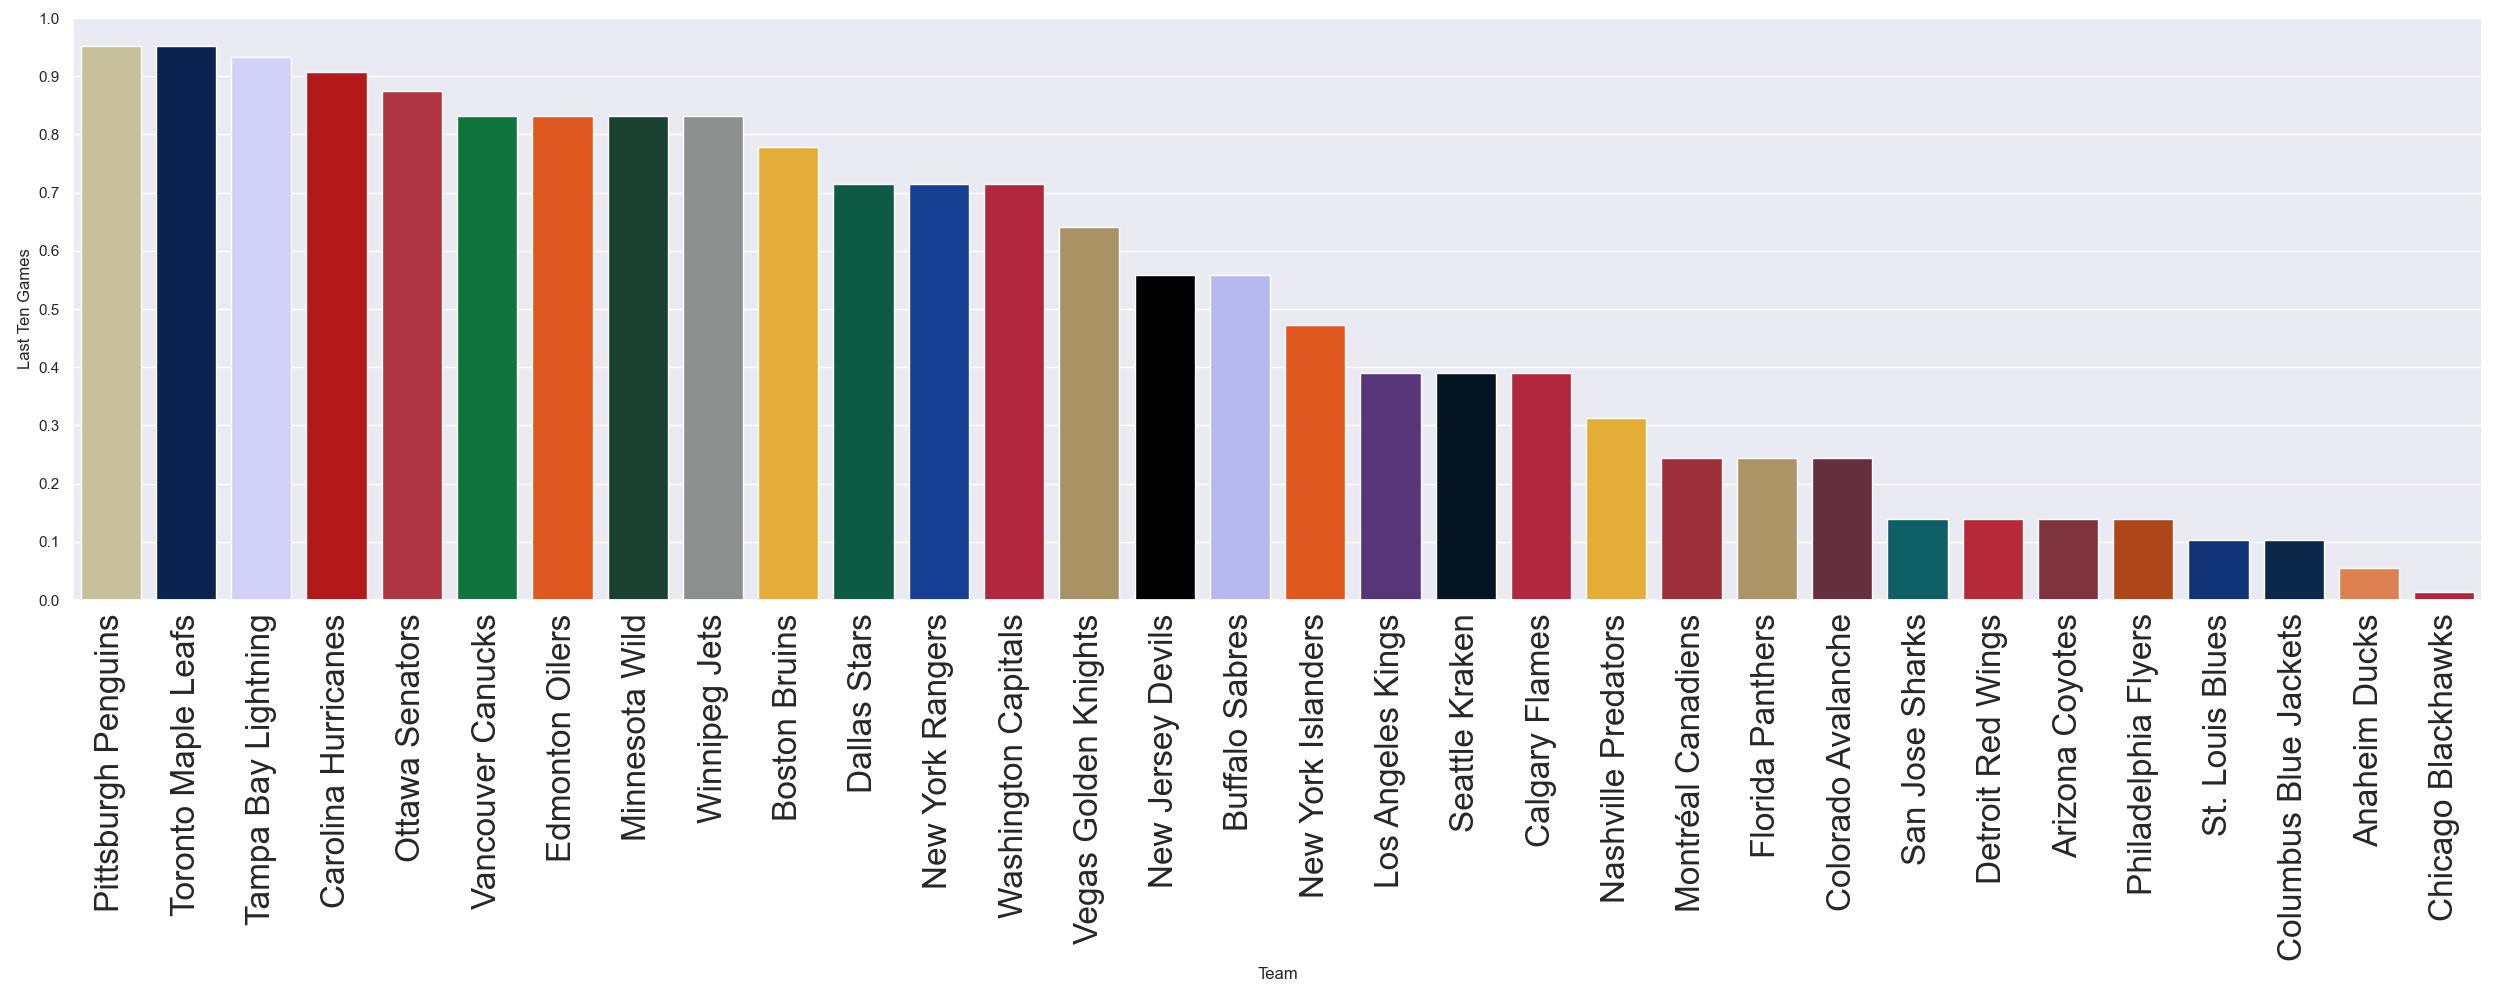 1.0
0.9
0.8
0.7
0.6
0.5
0.4
0.3
0.2
0.1
0.0
Last Ten Games
Pittsburgh Penguins
Toronto Maple Leafs
Tampa Bay Lightning
Carolina Hurricanes
Ottawa Senators
Vancouver Canucks
Edmonton Oilers
Minnesota Wild
Winnipeg Jets
Boston Bruins
Dallas Stars
New York Rangers
Washington Capitals
Vegas Golden Knights
New Jersey Devils
Buffalo Sabres
New York Islanders
Los Angeles Kings
Seattle Kraken
Calgary Flames
Nashville Predators
Montréal Canadiens
Florida Panthers
Colorado Avalanche
San Jose Sharks
Detroit Red Wings
Arizona Coyotes
Philadelphia Flyers
St. Louis Blues
Columbus Blue Jackets
Anaheim Ducks
Chicago Blackhawks
Team